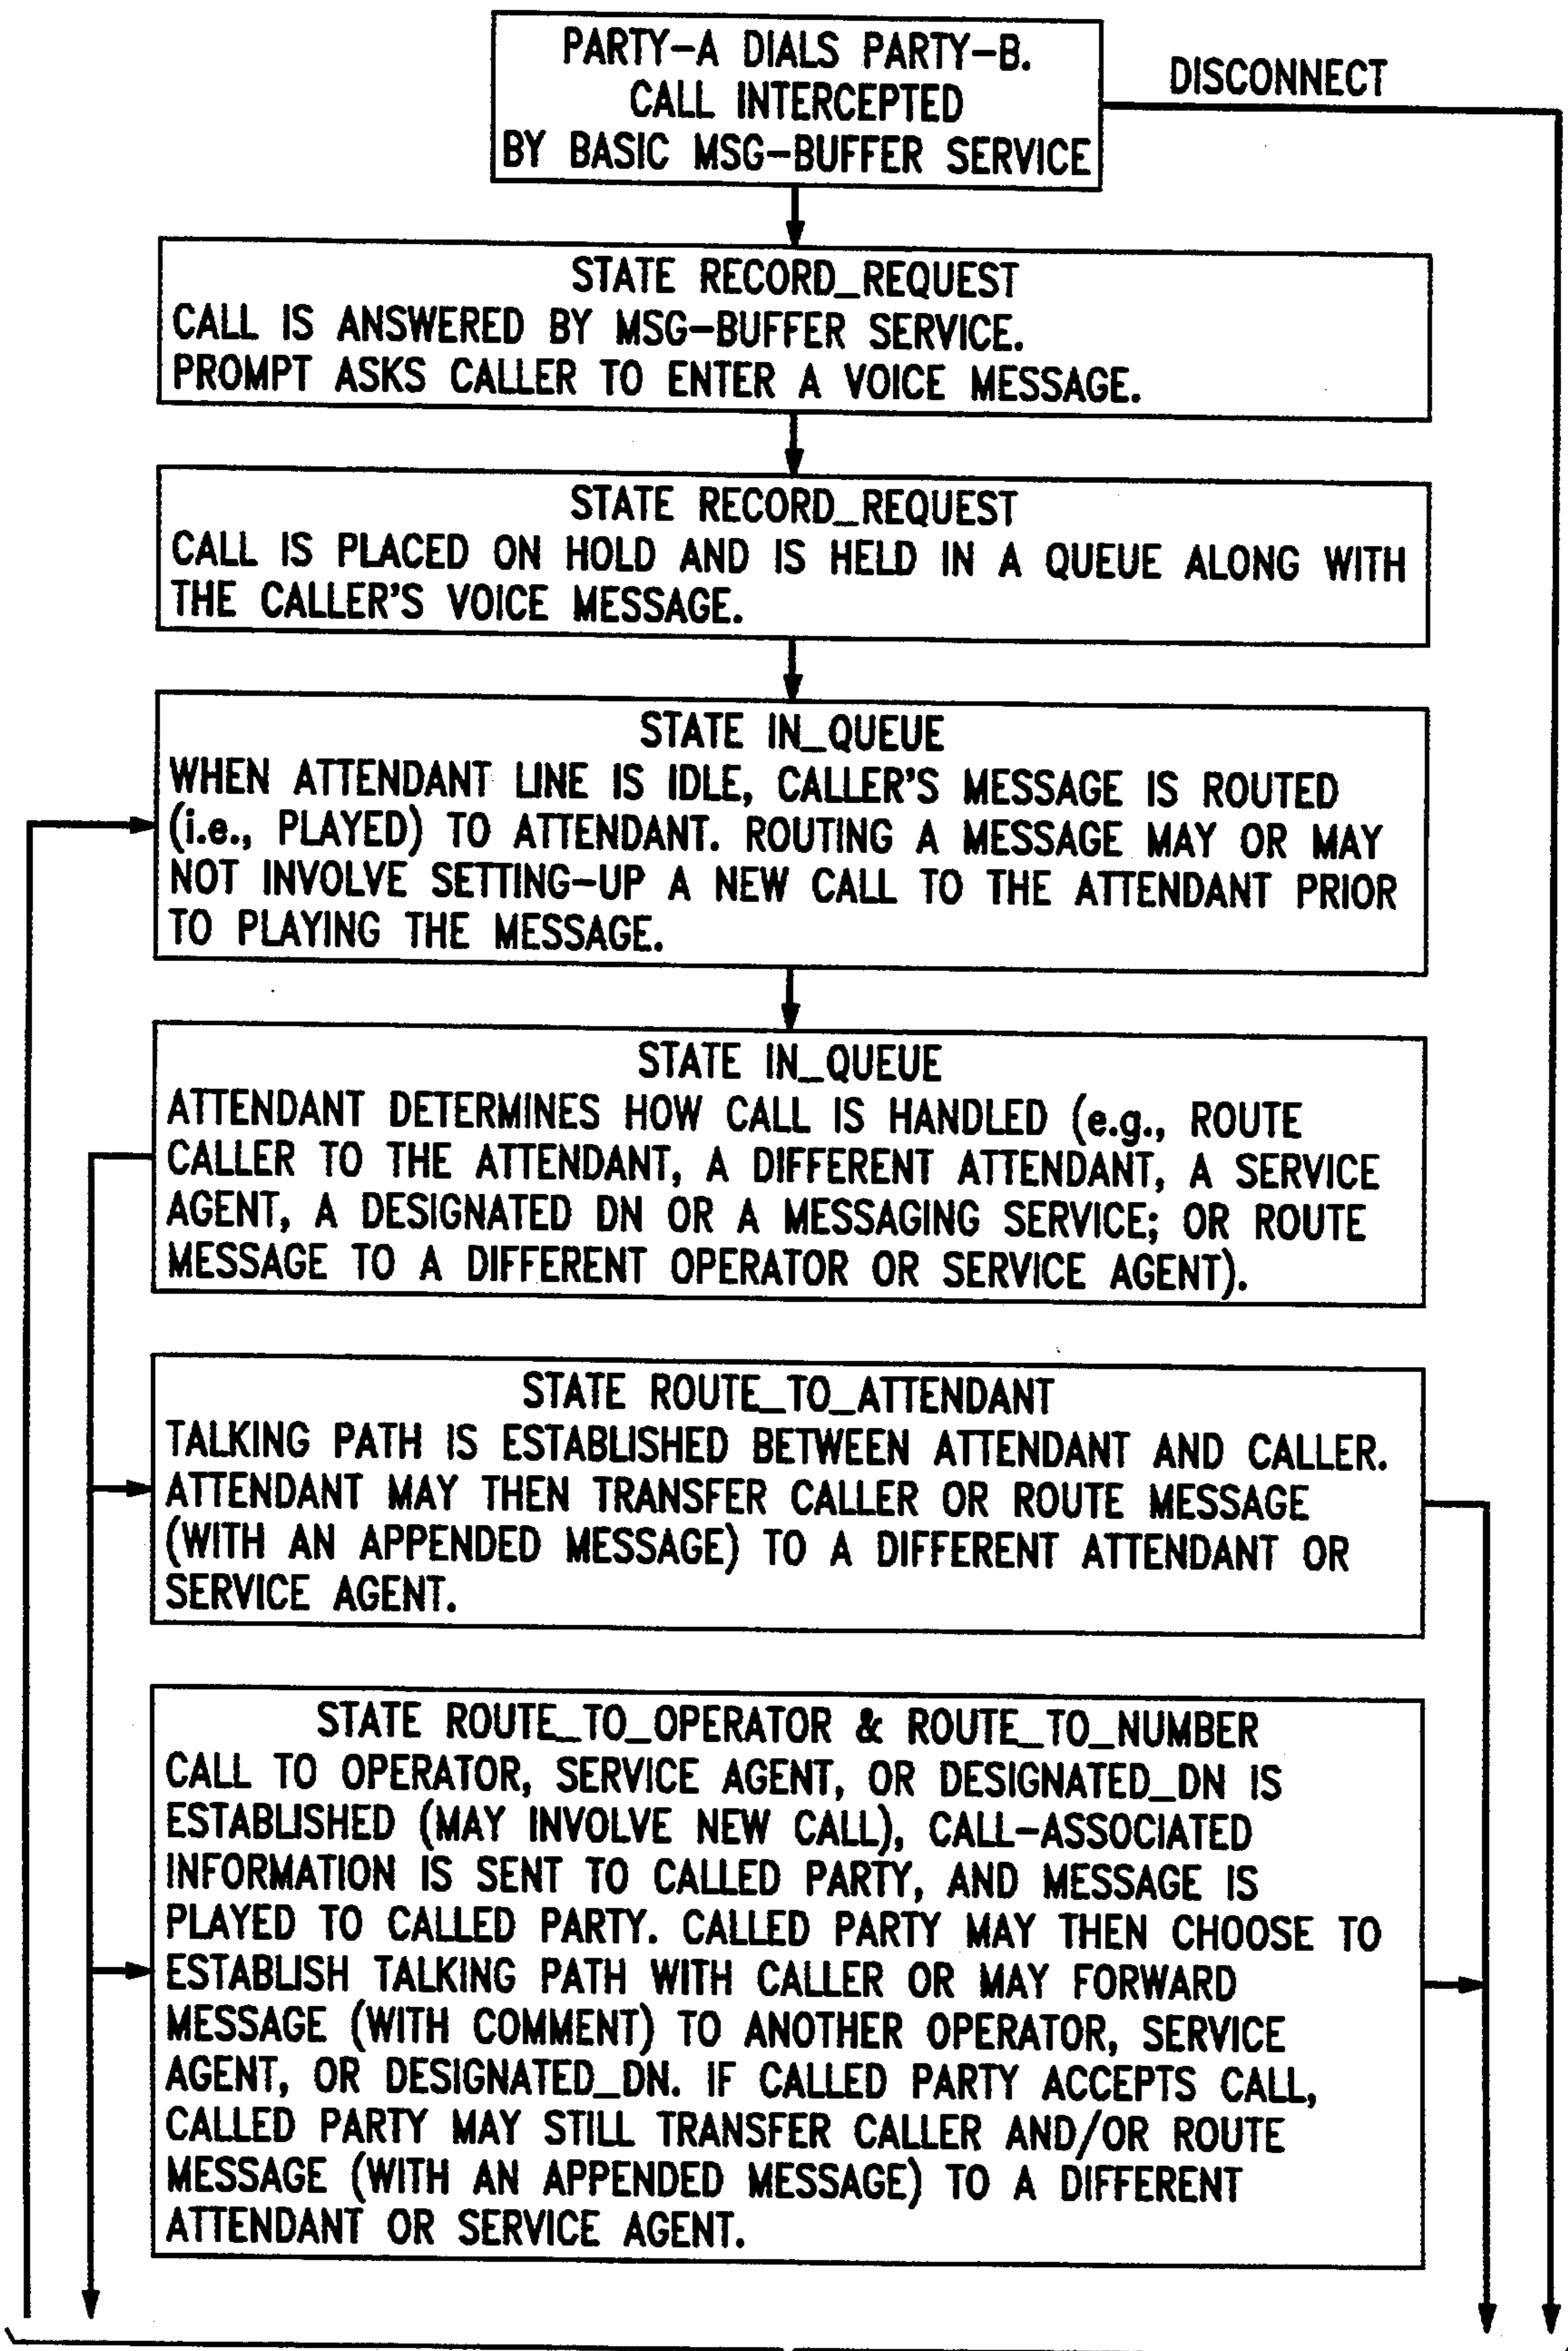 PARTY-A DIALS PARTY-B.
CALL INTERCEPTED
BY BASIC MSG-BUFFER SERVICE
DISCONNECT
STATE RECORD_REQUEST
CALL IS ANSWERED BY MSG-BUFFER SERVICE.
PROMPT ASKS CALLER TO ENTER A VOICE MESSAGE.
STATE RECORD_REQUEST
CALL IS PLACED ON HOLD AND IS HELD IN A QUEUE ALONG WITH
THE CALLER'S VOICE MESSAGE.
STATE IN_QUEUE
WHEN ATTENDANT LINE IS IDLE, CALLER'S MESSAGE IS ROUTED
(i.e., PLAYED) TO ATTENDANT. ROUTING A MESSAGE MAY OR MAY
NOT INVOLVE SETTING-UP A NEW CALL TO THE ATTENDANT PRIOR
TO PLAYING THE MESSAGE.
STATE IN_QUEUE
ATTENDANT DETERMINES HOW CALL IS HANDLED (e.g., ROUTE
CALLER TO THE ATTENDANT, A DIFFERENT ATTENDANT, A SERVICE
AGENT, A DESIGNATED DN OR A MESSAGING SERVICE; OR ROUTE
MESSAGE TO A DIFFERENT OPERATOR OR SERVICE AGENT).
STATE ROUTE_TO_ATTENDANT
TALKING PATH IS ESTABLISHED BETWEEN ATTENDANT AND CALLER.
ATTENDANT MAY THEN TRANSFER CALLER OR ROUTE MESSAGE
(WITH AN APPENDED MESSAGE) TO A DIFFERENT ATTENDANT OR
SERVICE AGENT.
STATE ROUTE_TO_OPERATOR & ROUTE_TO_NUMBER
CALL TO OPERATOR, SERVICE AGENT, OR DESIGNATED_DN IS
ESTABLISHED (MAY INVOLVE NEW CALL), CALL-ASSOCIATED
INFORMATION IS SENT TO CALLED PARTY, AND MESSAGE IS
PLAYED TO CALLED PARTY. CALLED PARTY MAY THEN CHOOSE TO
ESTABLISH TALKING PATH WITH CALLER OR MAY FORWARD
MESSAGE (WITH COMMENT) TO ANOTHER OPERATOR, SERVICE
AGENT, OR DESIGNATED_DN. IF CALLED PARTY ACCEPTS CALL,
CALLED PARTY MAY STILL TRANSFER CALLER AND/OR ROUTE
MESSAGE (WITH AN APPENDED MESSAGE) TO A DIFFERENT
ATTENDANT OR SERVICE AGENT.